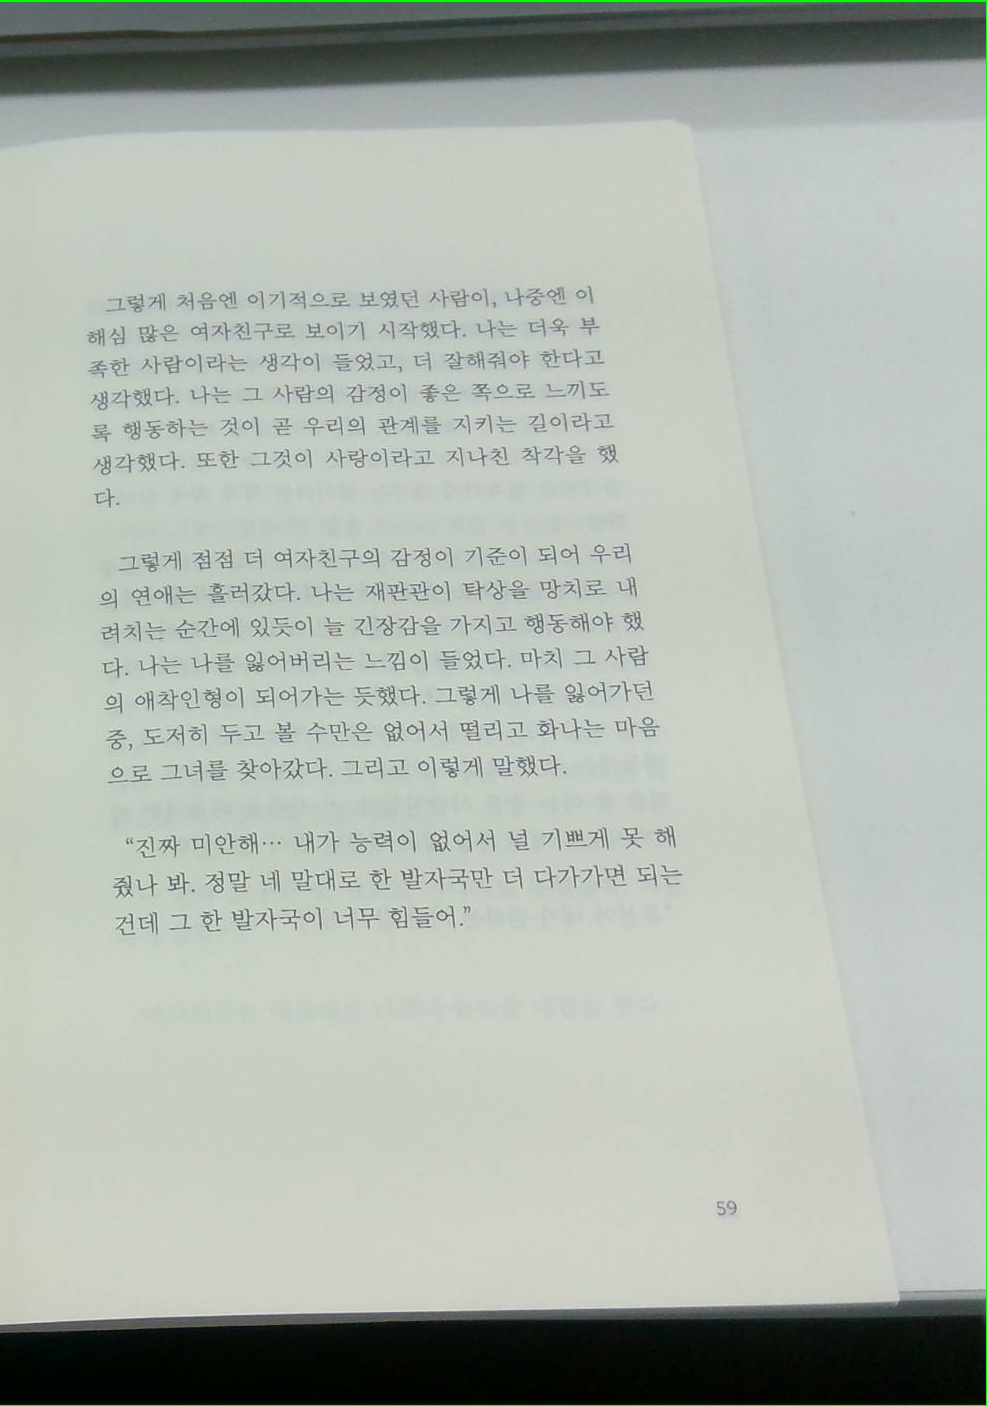 그렇게 처음엔 이기적으로 보였던 사람이, 나중엔 이
해심 많은 여자친구로 보이기 시작했다. 나는 더욱 부
족한 사람이라는 생각이 들었고, 더 잘해줘야 한다고
생각했다. 나는 그 사람의 감정이 좋은 쪽으로 느끼도
록 행동하는 것이 곧 우리의 관계를 지키는 길이라고
생각했다. 또한 그것이 사랑이라고 지나친 착각을 했
다.
그렇게 점점 더 여자친구의 감정이 기준이 되어 우리
의 연애는 흘러갔다. 나는 재판관이 탁상을 망치로 내
려치는 순간에 있듯이 늘 긴장감을 가지고 행동해야 했
다. 나는 나를 잃어버리는 느낌이 들었다. 마치 그 사람
의 애착인형이 되어가는 듯했다. 그렇게 나를 잃어가던
중, 도저히 두고 볼 수만은 없어서 떨리고 화나는 마음
으로 그녀를 찾아갔다. 그리고 이렇게 말했다.
“진짜 미안해… 내가 능력이 없어서 널 기쁘게 못 해
줬나 봐. 정말 네 말대로 한 발자국만 더 다가가면 되는
건데 그 한 발자국이 너무 힘들어.”
59